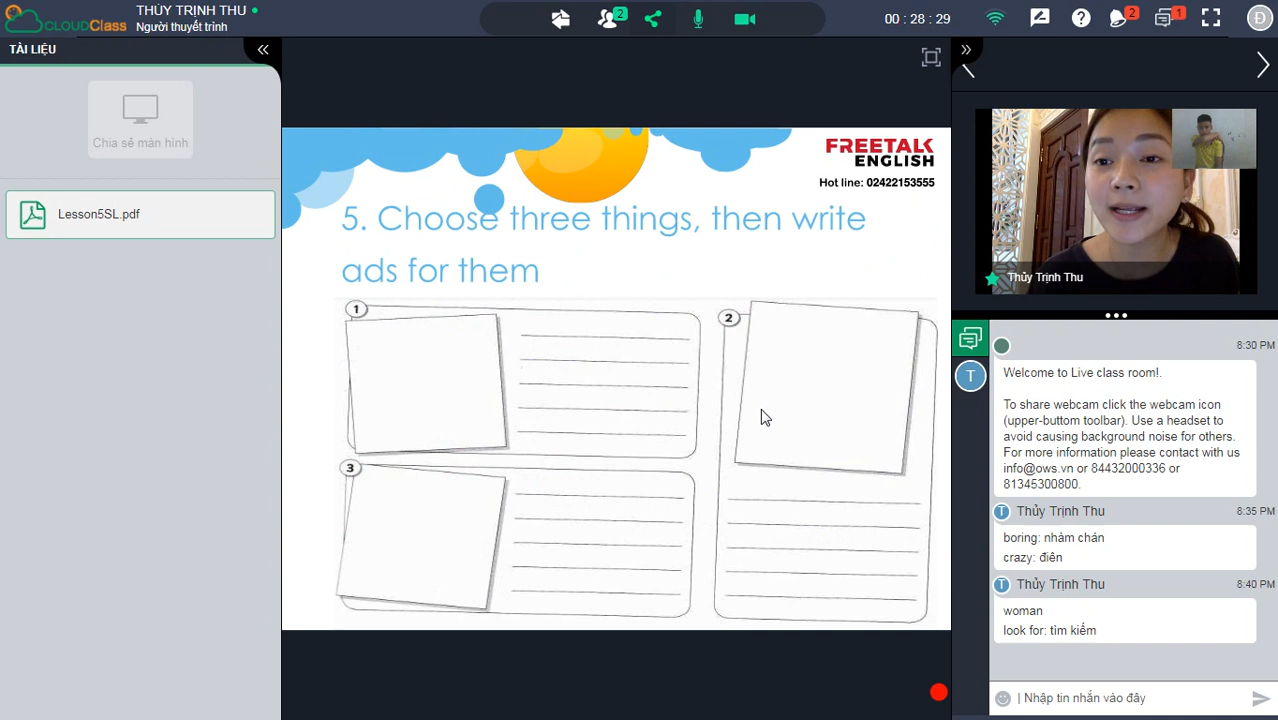 CLOUDCLASS
THỦY TRỊNH THU
Người thuyết trình
2
00 : 28 : 29
2
1
Đ
TÀI LIỆU
Chia sẻ màn hình
Lesson5SL.pdf
FREETALK
ENGLISH
Hot line: 02422153555
5. Choose three things, then write
ads for them
1
2
3
Thủy Trịnh Thu
8:30 PM
T
Welcome to Live class room!.
To share webcam click the webcam icon
(upper-buttom toolbar). Use a headset to
avoid causing background noise for others.
For more information please contact with us
info@ows.vn or 84432000336 or
81345300800.
T Thủy Trịnh Thu 8:35 PM
boring: nhàm chán
crazy: điên
T Thủy Trịnh Thu 8:40 PM
woman
look for: tìm kiếm
| Nhập tin nhắn vào đây